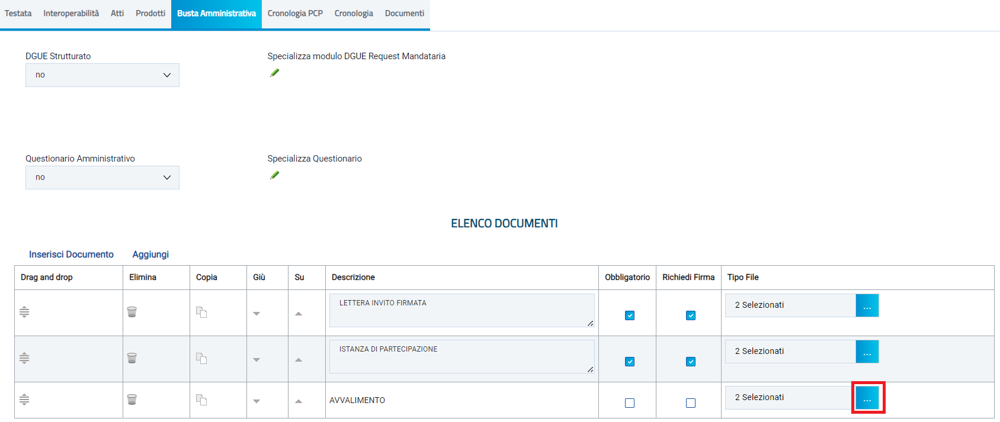 Testata Interoperabilità Atti Prodotti Busta Amministrativa Cronologia PCP Cronologia Documenti
DGUE Strutturato Specializza modulo DGUE Request Mandataria
no
Questionario Amministrativo Specializza Questionario
no
ELENCO DOCUMENTI
Inserisci Documento Aggiungi
Drag and drop Elimina Copia Giù Su Descrizione Obbligatorio Richiedi Firma Tipo File
LETTERA INVITO FIRMATA 2 Selezionati ...
ISTANZA DI PARTECIPAZIONE 2 Selezionati ...
AVVALIMENTO 2 Selezionati ...